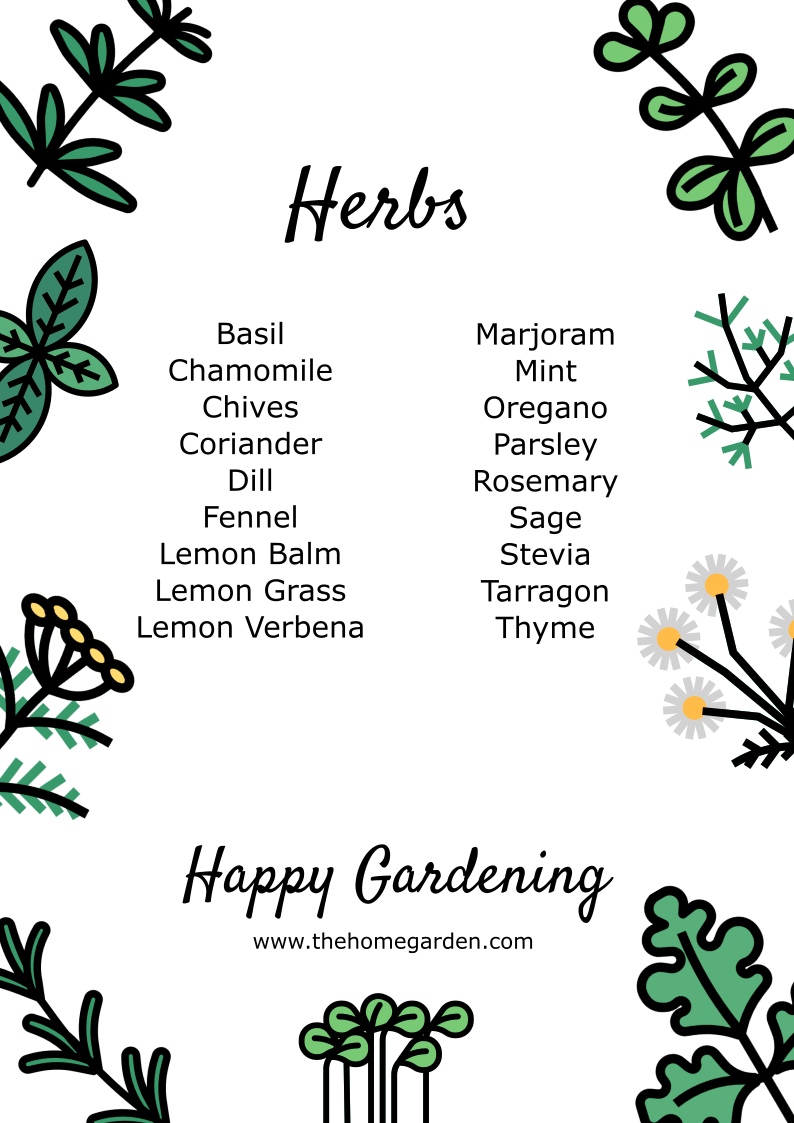 Herbs
Basil
Chamomile
Chives
Coriander
Dill
Fennel
Lemon Balm
Lemon Grass
Lemon Verbena
Marjoram
Mint
Oregano
Parsley
Rosemary
Sage
Stevia
Tarragon
Thyme
Happy Gardening
www.thehomegarden.com